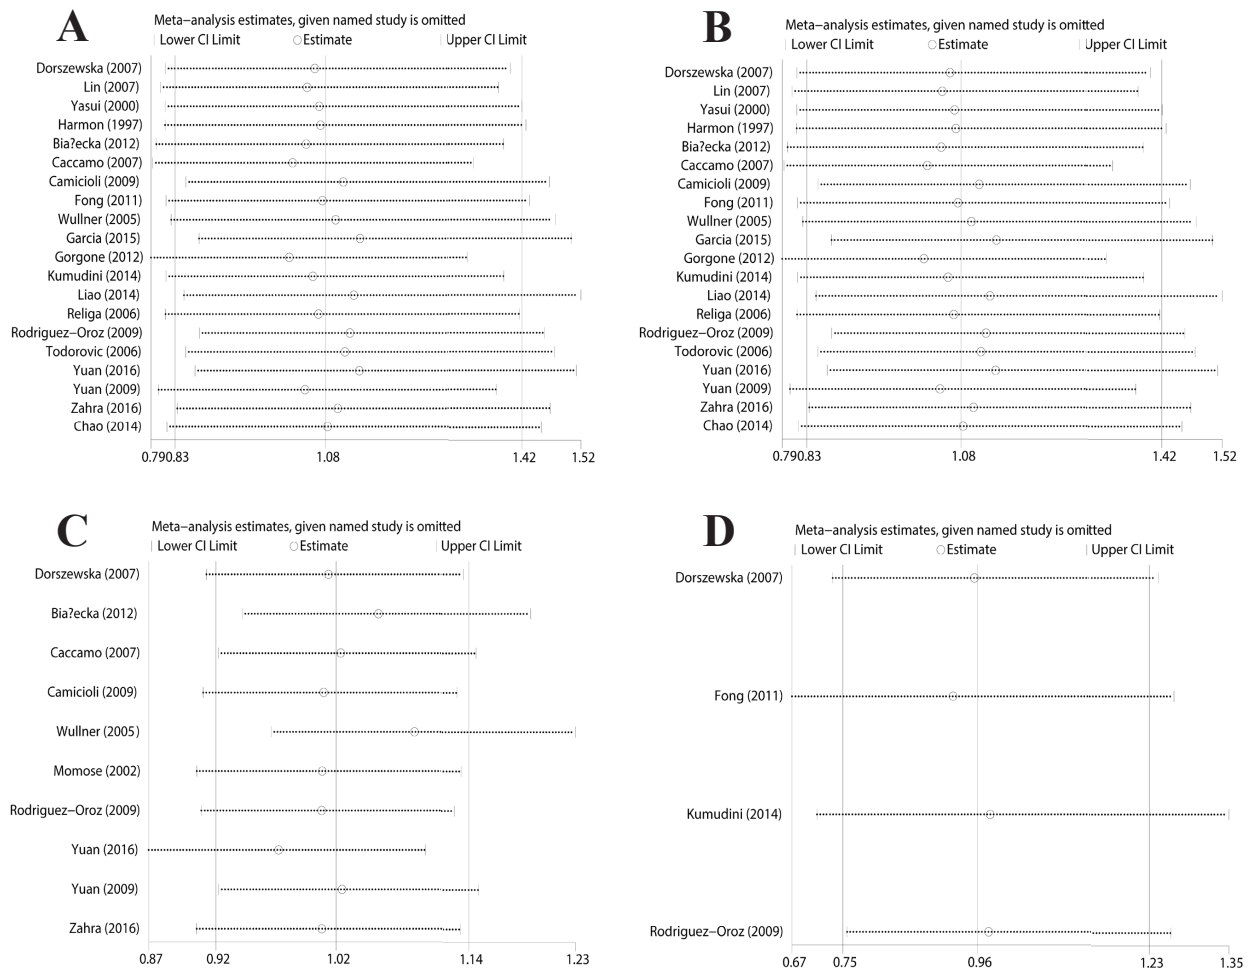 A
Meta−analysis estimates, given named study is omitted
Lower CI Limit Estimate Upper CI Limit
Dorszewska (2007)
Lin (2007)
Yasui (2000)
Harmon (1997)
Bia?ecka (2012)
Caccamo (2007)
Camicioli (2009)
Fong (2011)
Wullner (2005)
Garcia (2015)
Gorgone (2012)
Kumudini (2014)
Liao (2014)
Religa (2006)
Rodriguez−Oroz (2009)
Todorovic (2006)
Yuan (2016)
Yuan (2009)
Zahra (2016)
Chao (2014)
0.79 0.83 1.08 1.42 1.52
B
Meta−analysis estimates, given named study is omitted
Lower CI Limit Estimate Upper CI Limit
Dorszewska (2007)
Lin (2007)
Yasui (2000)
Harmon (1997)
Bia?ecka (2012)
Caccamo (2007)
Camicioli (2009)
Fong (2011)
Wullner (2005)
Garcia (2015)
Gorgone (2012)
Kumudini (2014)
Liao (2014)
Religa (2006)
Rodriguez−Oroz (2009)
Todorovic (2006)
Yuan (2016)
Yuan (2009)
Zahra (2016)
Chao (2014)
0.79 0.83 1.08 1.42 1.52
C
Meta−analysis estimates, given named study is omitted
Lower CI Limit Estimate Upper CI Limit
Dorszewska (2007)
Bia?ecka (2012)
Caccamo (2007)
Camicioli (2009)
Wullner (2005)
Momose (2002)
Rodriguez−Oroz (2009)
Yuan (2016)
Yuan (2009)
Zahra (2016)
0.87 0.92 1.02 1.14 1.23
D
Meta−analysis estimates, given named study is omitted
Lower CI Limit Estimate Upper CI Limit
Dorszewska (2007)
Fong (2011)
Kumudini (2014)
Rodriguez−Oroz (2009)
0.67 0.75 0.96 1.23 1.35